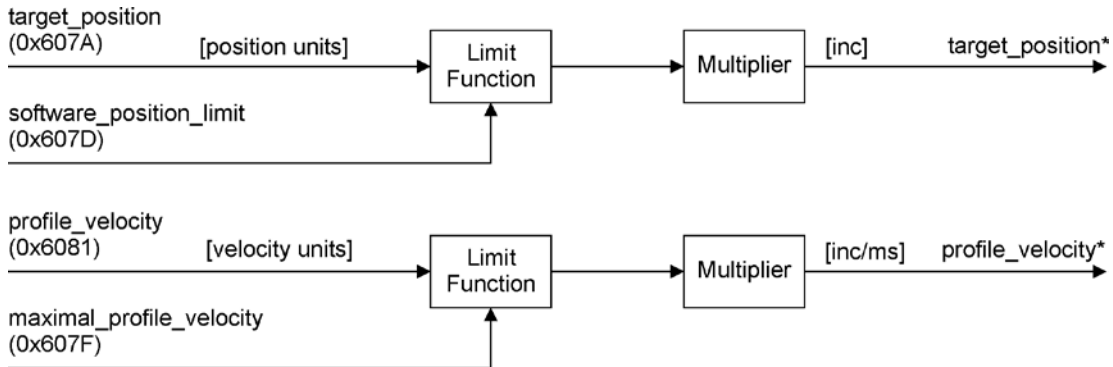 target_position
(0x607A)
[position units]
Limit
Function
Multiplier
[inc]
target_position*
software_position_limit
(0x607D)
profile_velocity
(0x6081)
[velocity units]
Limit
Function
Multiplier
[inc/ms]
profile_velocity*
maximal_profile_velocity
(0x607F)